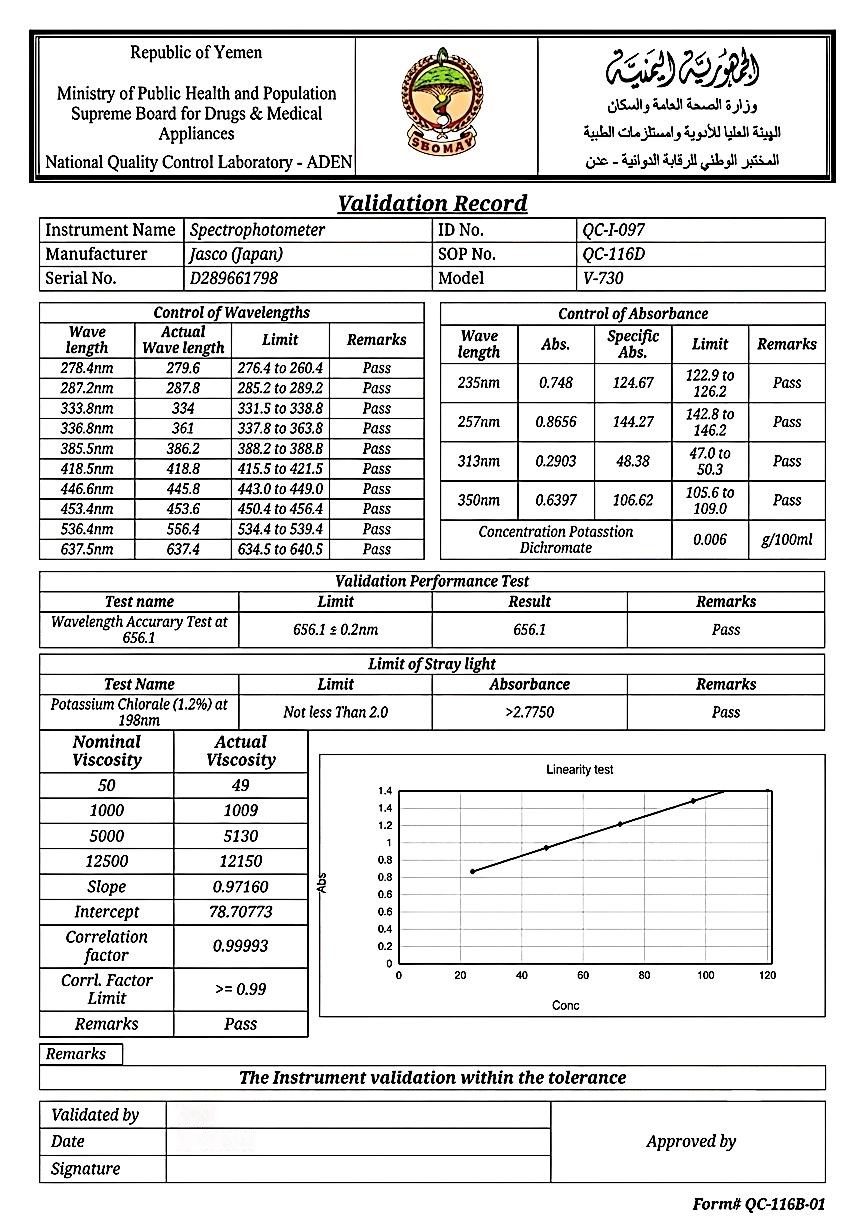 Republic of Yemen
Ministry of Public Health and Population
Supreme Board for Drugs & Medical
Appliances
National Quality Control Laboratory - ADEN
SBOMAY
الجمهورية اليمنية
وزارة الصحة العامة والسكان
الهيئة العليا للأدوية وامستلزمات الطبية
المختبر الوطني للرقابة الدوائية - عدن
Validation Record
Instrument Name Spectrophotometer ID No. QC-I-097
Manufacturer Jasco (Japan) SOP No. QC-116D
Serial No. D289661798 Model V-730
Control of Wavelengths
Wave length Actual Wave length Limit Remarks
278.4nm 279.6 276.4 to 260.4 Pass
287.2nm 287.8 285.2 to 289.2 Pass
333.8nm 334 331.5 to 338.8 Pass
336.8nm 361 337.8 to 363.8 Pass
385.5nm 386.2 388.2 to 388.8 Pass
418.5nm 418.8 415.5 to 421.5 Pass
446.6nm 445.8 443.0 to 449.0 Pass
453.4nm 453.6 450.4 to 456.4 Pass
536.4nm 556.4 534.4 to 539.4 Pass
637.5nm 637.4 634.5 to 640.5 Pass
Control of Absorbance
Wave length Abs. Specific Abs. Limit Remarks
235nm 0.748 124.67 122.9 to 126.2 Pass
257nm 0.8656 144.27 142.8 to 146.2 Pass
313nm 0.2903 48.38 47.0 to 50.3 Pass
350nm 0.6397 106.62 105.6 to 109.0 Pass
Concentration Potasstion Dichromate 0.006 g/100ml
Validation Performance Test
Test name Limit Result Remarks
Wavelength Accurary Test at 656.1 656.1 ± 0.2nm 656.1 Pass
Limit of Stray light
Test Name Limit Absorbance Remarks
Potassium Chlorale (1.2%) at 198nm Not less Than 2.0 >2.7750 Pass
Nominal Viscosity Actual Viscosity
50 49
1000 1009
5000 5130
12500 12150
Slope 0.97160
Intercept 78.70773
Correlation factor 0.99993
Corrl. Factor Limit >= 0.99
Remarks Pass
Linearity test
1.4
1.4
1.2
1
0.8
0.8
0.6
0.6
0.4
0.2
0
0 20 40 60 80 100 120
Abs
Conc
Remarks
The Instrument validation within the tolerance
Validated by
Date
Signature
Approved by
Form# QC-116B-01